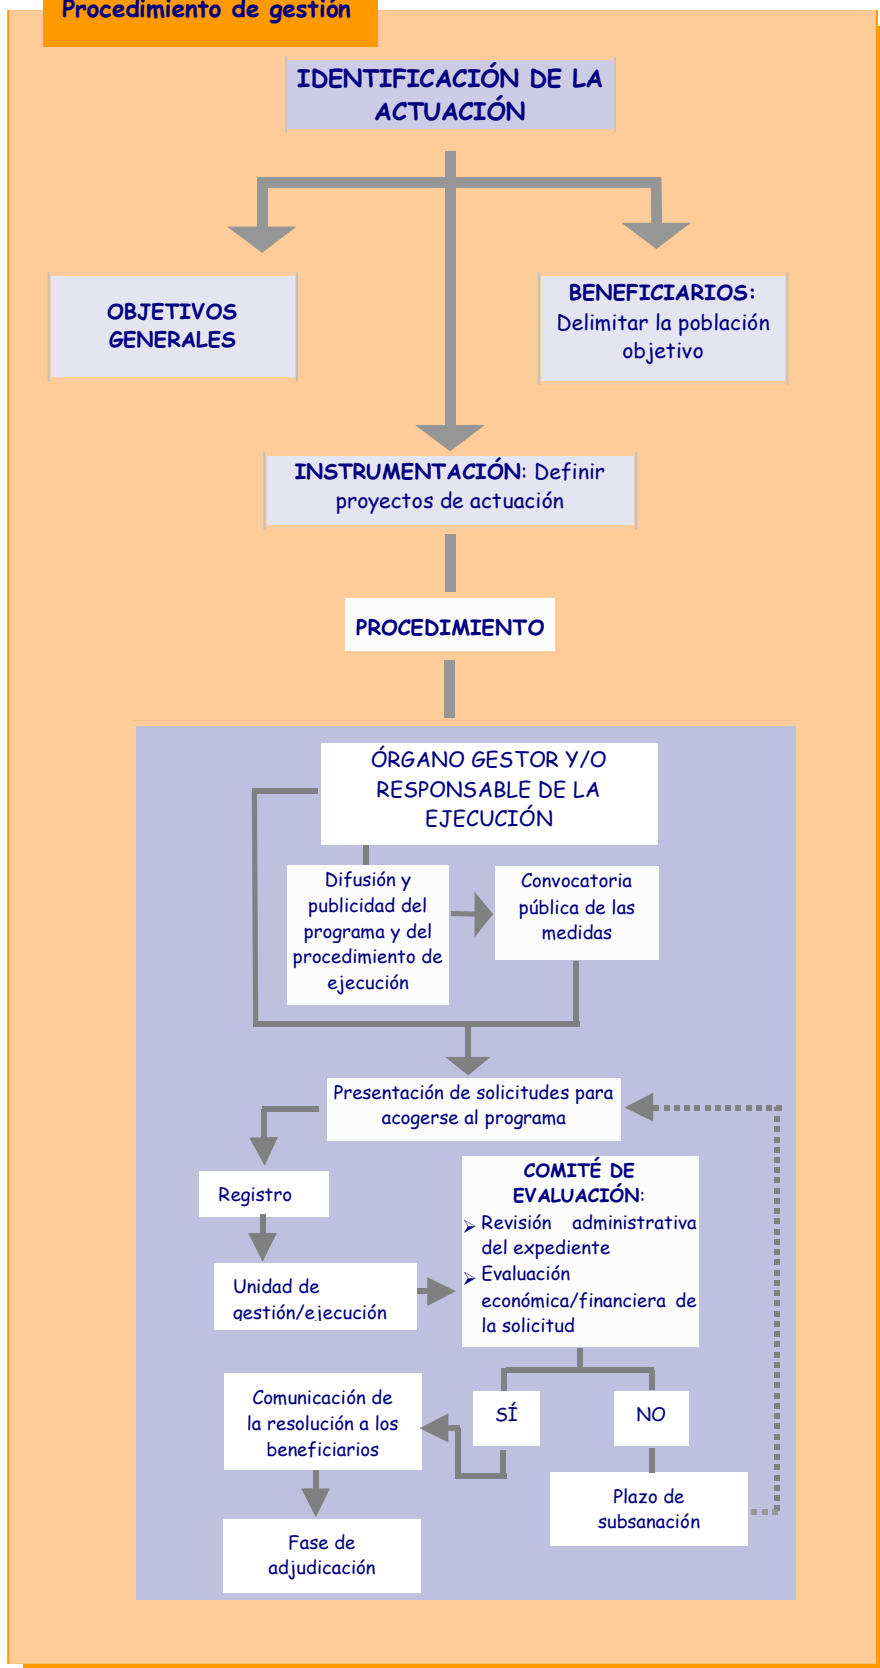 Procedimiento de gestión
IDENTIFICACIÓN DE LA
ACTUACIÓN
OBJETIVOS
GENERALES
BENEFICIARIOS:
Delimitar la población
objetivo
INSTRUMENTACIÓN: Definir
proyectos de actuación
PROCEDIMIENTO
ÓRGANO GESTOR Y/O
RESPONSABLE DE LA
EJECUCIÓN
Difusión y
publicidad del
programa y del
procedimiento de
ejecución
Convocatoria
pública de las
medidas
Presentación de solicitudes para
acogerse al programa
Registro
Unidad de
gestión/ejecución
COMITÉ DE
EVALUACIÓN:
➢ Revisión administrativa
del expediente
➢ Evaluación
económica/financiera de
la solicitud
SÍ
NO
Comunicación de
la resolución a los
beneficiarios
Plazo de
subsanación
Fase de
adjudicación